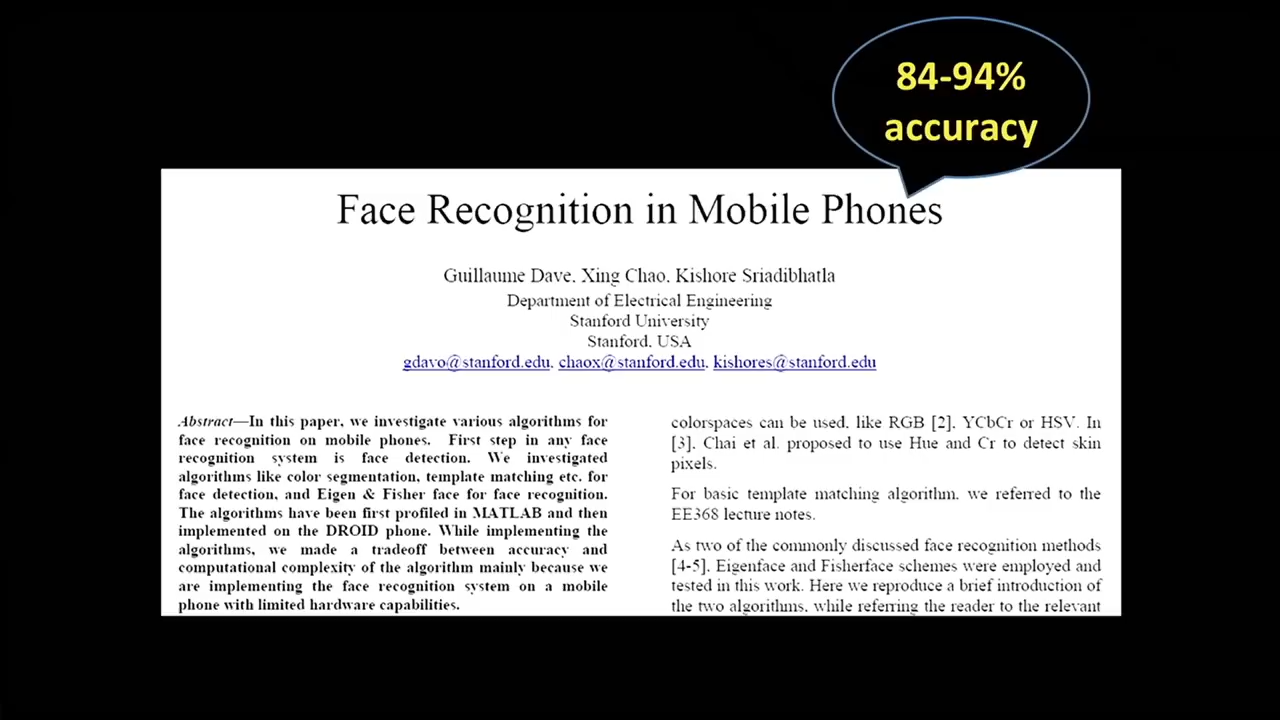 84-94%
accuracy
Face Recognition in Mobile Phones
Guillaume Dave, Xing Chao, Kishore Sriadibhatla
Department of Electrical Engineering
Stanford University
Stanford, USA
gdavo@stanford.edu, chaox@stanford.edu, kishores@stanford.edu
Abstract—In this paper, we investigate various algorithms for
face recognition on mobile phones. First step in any face
recognition system is face detection. We investigated
algorithms like color segmentation, template matching etc. for
face detection, and Eigen & Fisher face for face recognition.
The algorithms have been first profiled in MATLAB and then
implemented on the DROID phone. While implementing the
algorithms, we made a tradeoff between accuracy and
computational complexity of the algorithm mainly because we
are implementing the face recognition system on a mobile
phone with limited hardware capabilities.
colorspaces can be used, like RGB [2], YCbCr or HSV. In
[3], Chai et al. proposed to use Hue and Cr to detect skin
pixels.
For basic template matching algorithm, we referred to the
EE368 lecture notes.
As two of the commonly discussed face recognition methods
[4-5], Eigenface and Fisherface schemes were employed and
tested in this work. Here we reproduce a brief introduction of
the two algorithms, while referring the reader to the relevant